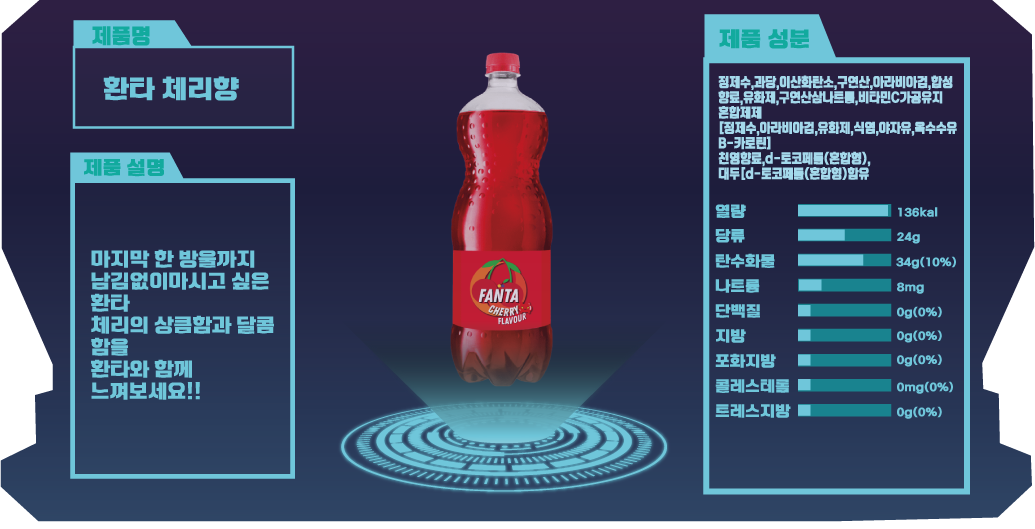 제품명
환타 체리향
제품 설명
마지막 한 방울까지
남김없이마시고 싶은
환타
체리의 상큼함과 달콤
함을
환타와 함께
느껴보세요!!
FANTA
CHERRY
FLAVOUR
제품 성분
정제수,과당,이산화탄소,구연산,아라비아검,합성
향료,유화제,구연산삼나트륨,비타민C가공유지
혼합제제
[정제수,아라비아검,유화제,식염,야자유,옥수수유
B-카로틴]
천연향료,d-토코페롤(혼합형),
대두[d-토코페롤(혼합형)함유
열량 136kal
당류 24g
탄수화물 34g(10%)
나트륨 8mg
단백질 0g(0%)
지방 0g(0%)
포화지방 0g(0%)
콜레스테롤 0mg(0%)
트레스지방 0g(0%)